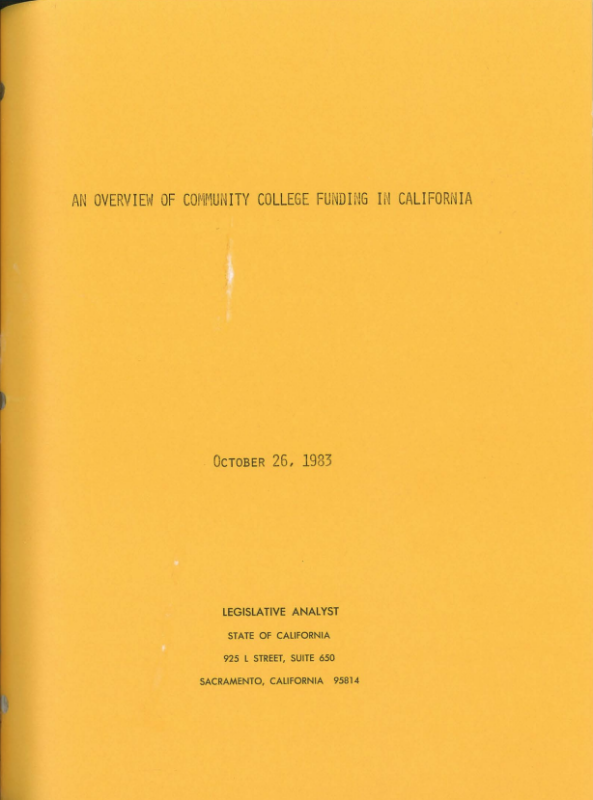 AN OVERVIEW OF COMMUNITY COLLEGE FUNDING IN CALIFORNIA
OCTOBER 26, 1983
LEGISLATIVE ANALYST
STATE OF CALIFORNIA
925 L STREET, SUITE 650
SACRAMENTO, CALIFORNIA 95814